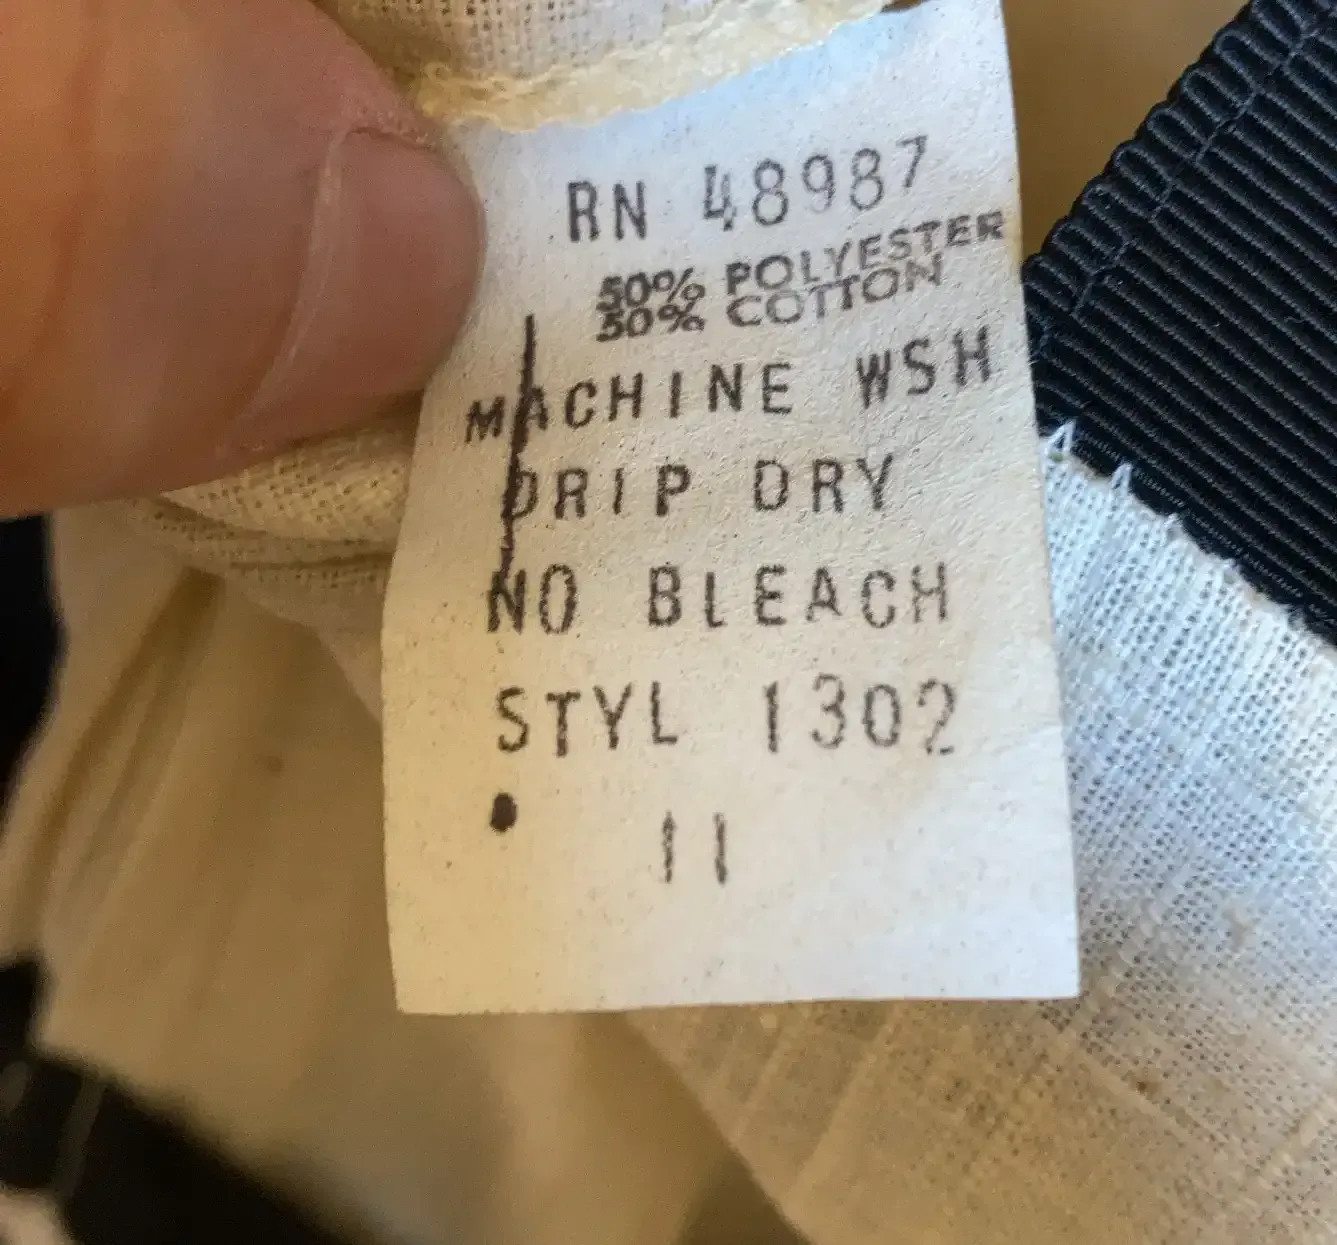 RN 48987
50% POLYESTER
50% COTTON
MACHINE WSH
DRIP DRY
NO BLEACH
STYL 1302
11